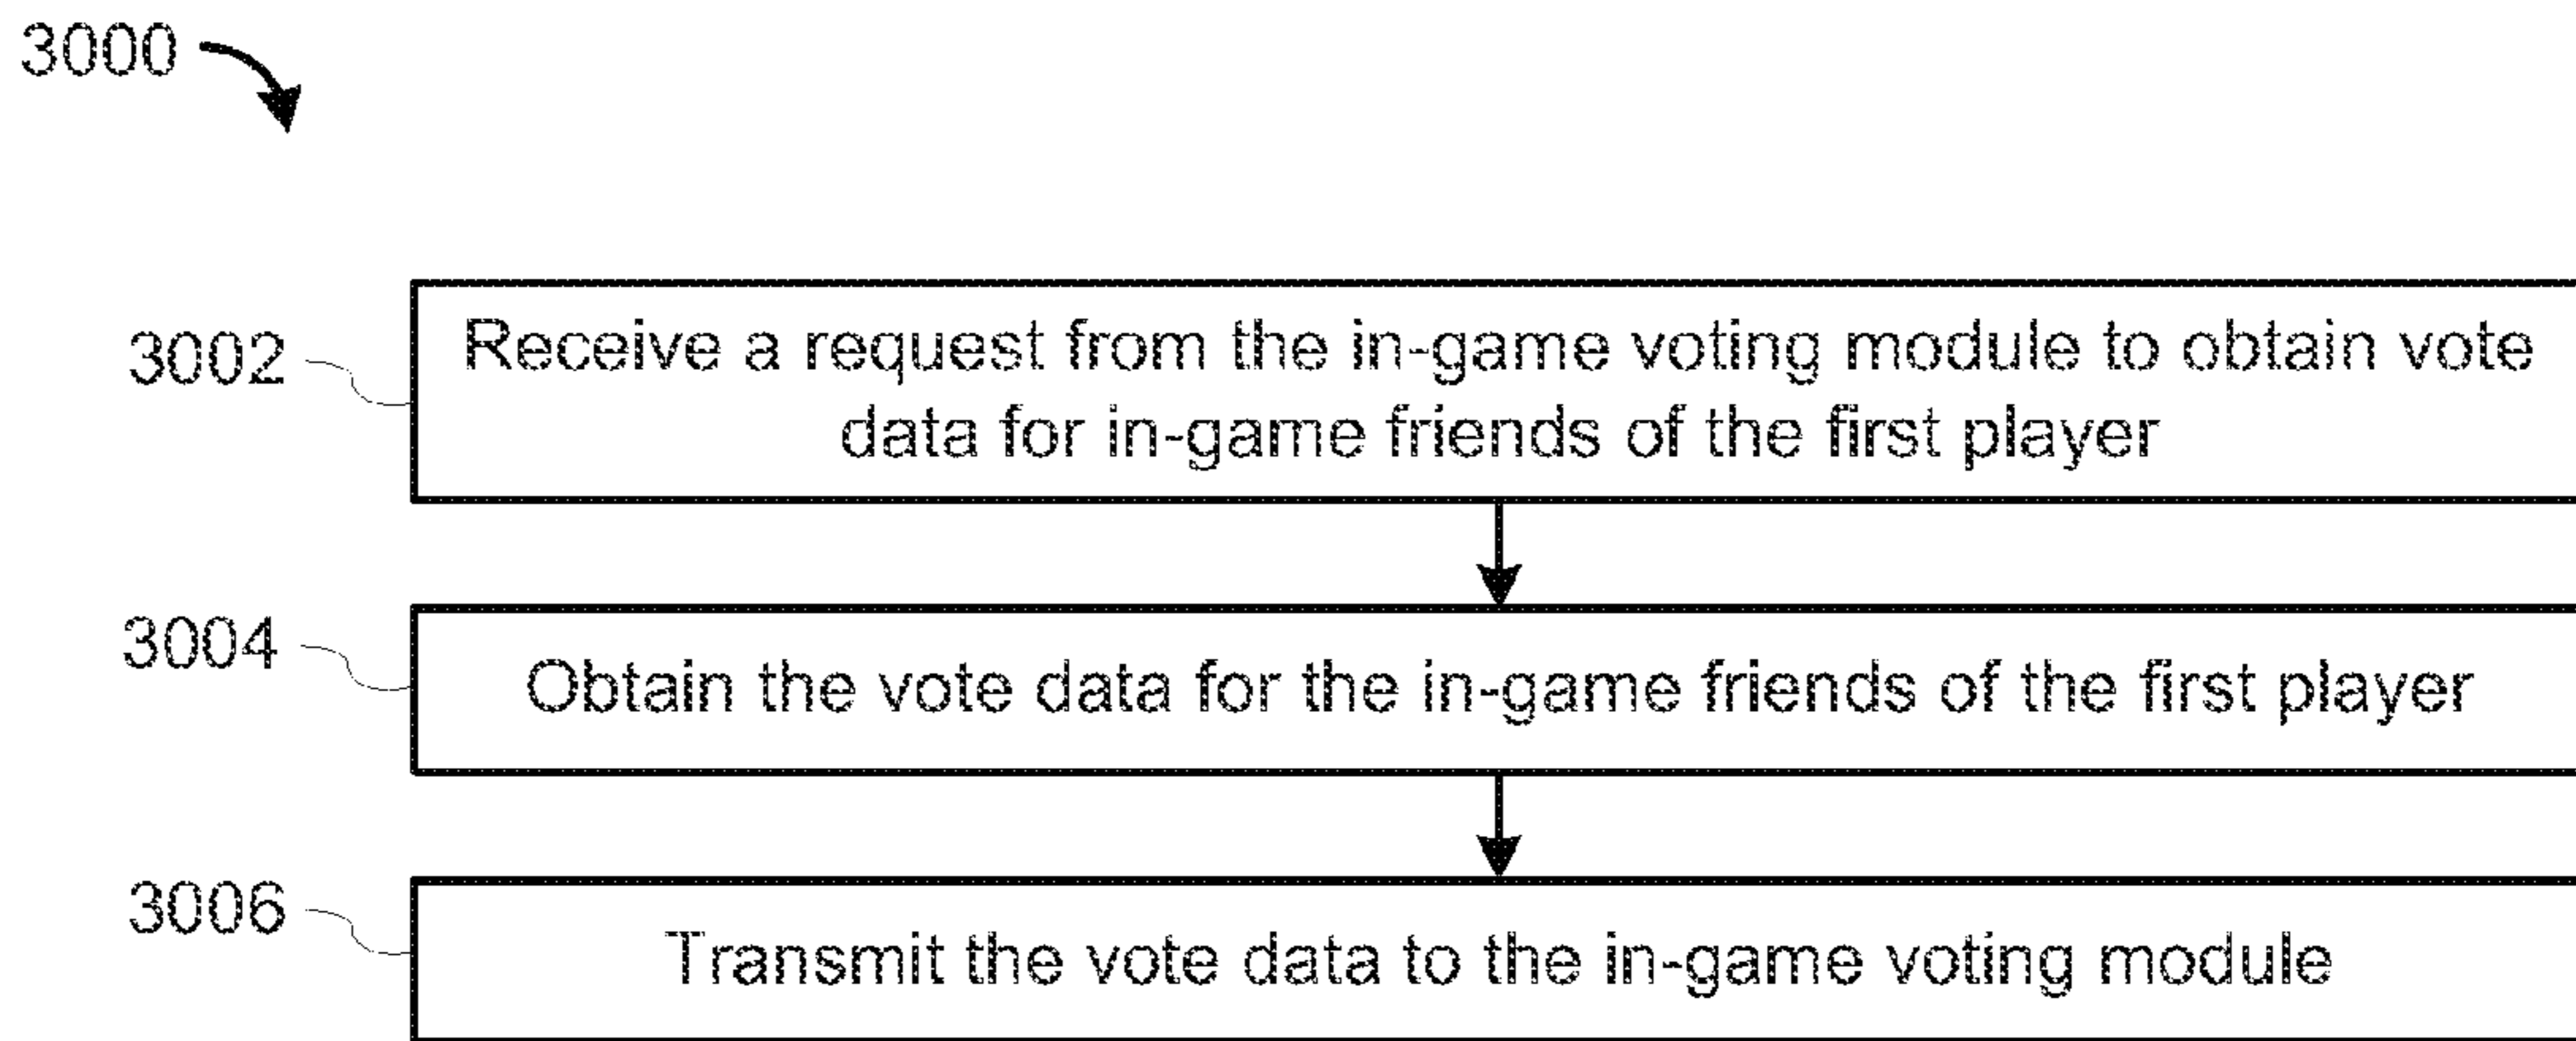 3000
3002
Receive a request from the in-game voting module to obtain vote
data for in-game friends of the first player
3004
Obtain the vote data for the in-game friends of the first player
3006
Transmit the vote data to the in-game voting module